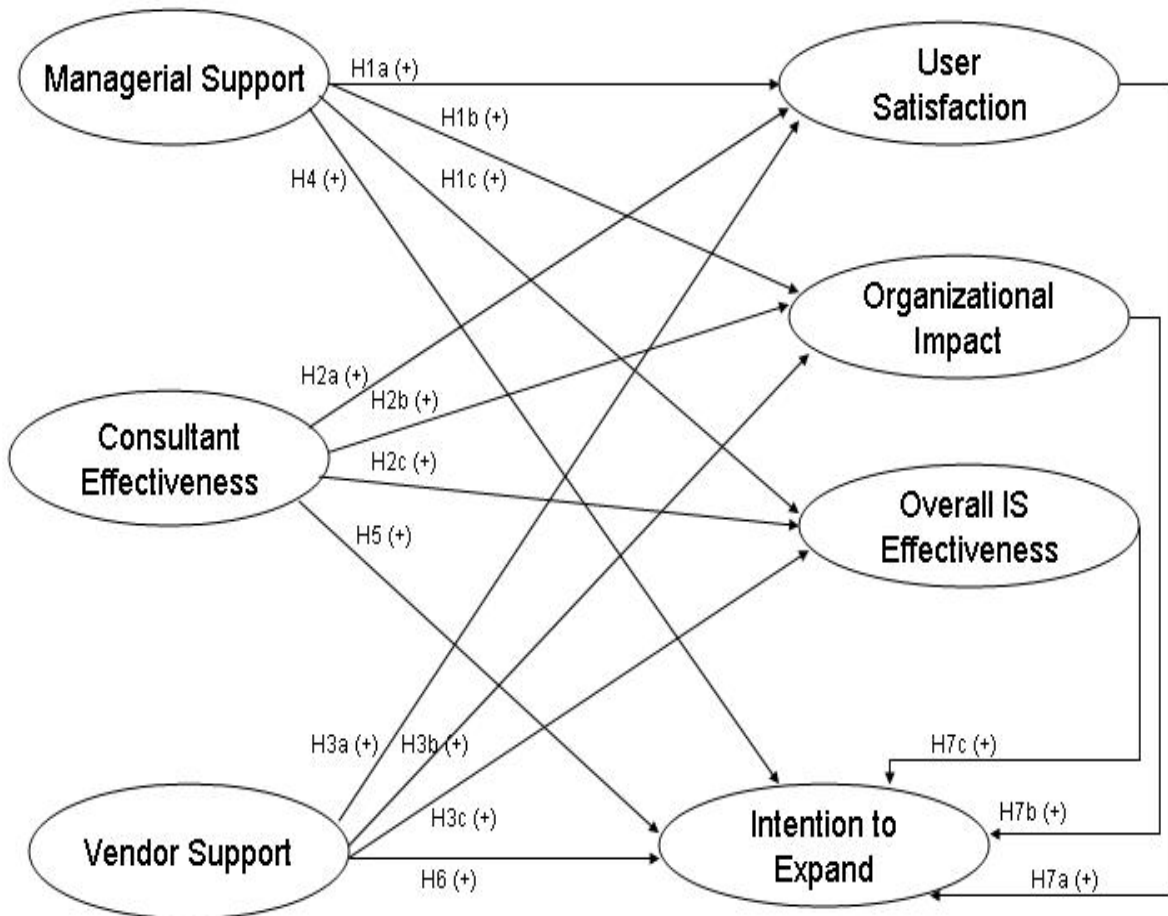 Managerial Support
H1a (+)
User
Satisfaction
H1b (+)
H4 (+)
H1c (+)
Organizational
Impact
H2a (+)
H2b (+)
Consultant
Effectiveness
H2c (+)
Overall IS
Effectiveness
H5 (+)
H3a (+)
H3b (+)
H7c (+)
Vendor Support
H3c (+)
Intention to
Expand
H7b (+)
H6 (+)
H7a (+)